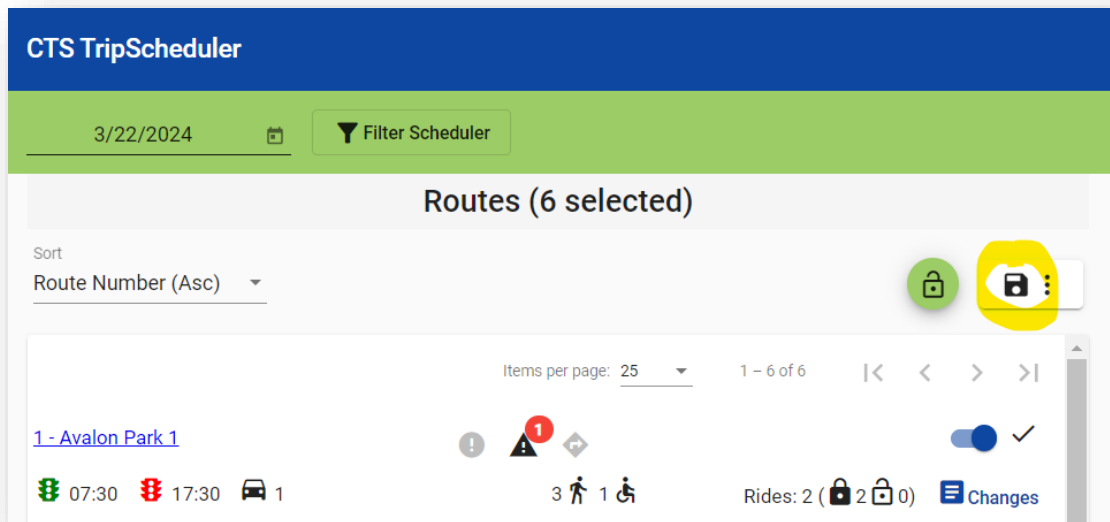 CTS TripScheduler
3/22/2024 Filter Scheduler
Routes (6 selected)
Sort
Route Number (Asc)
Items per page: 25 1 – 6 of 6
1 - Avalon Park 1 1
07:30 17:30 1 3 1 Rides: 2 ( 2 0) Changes